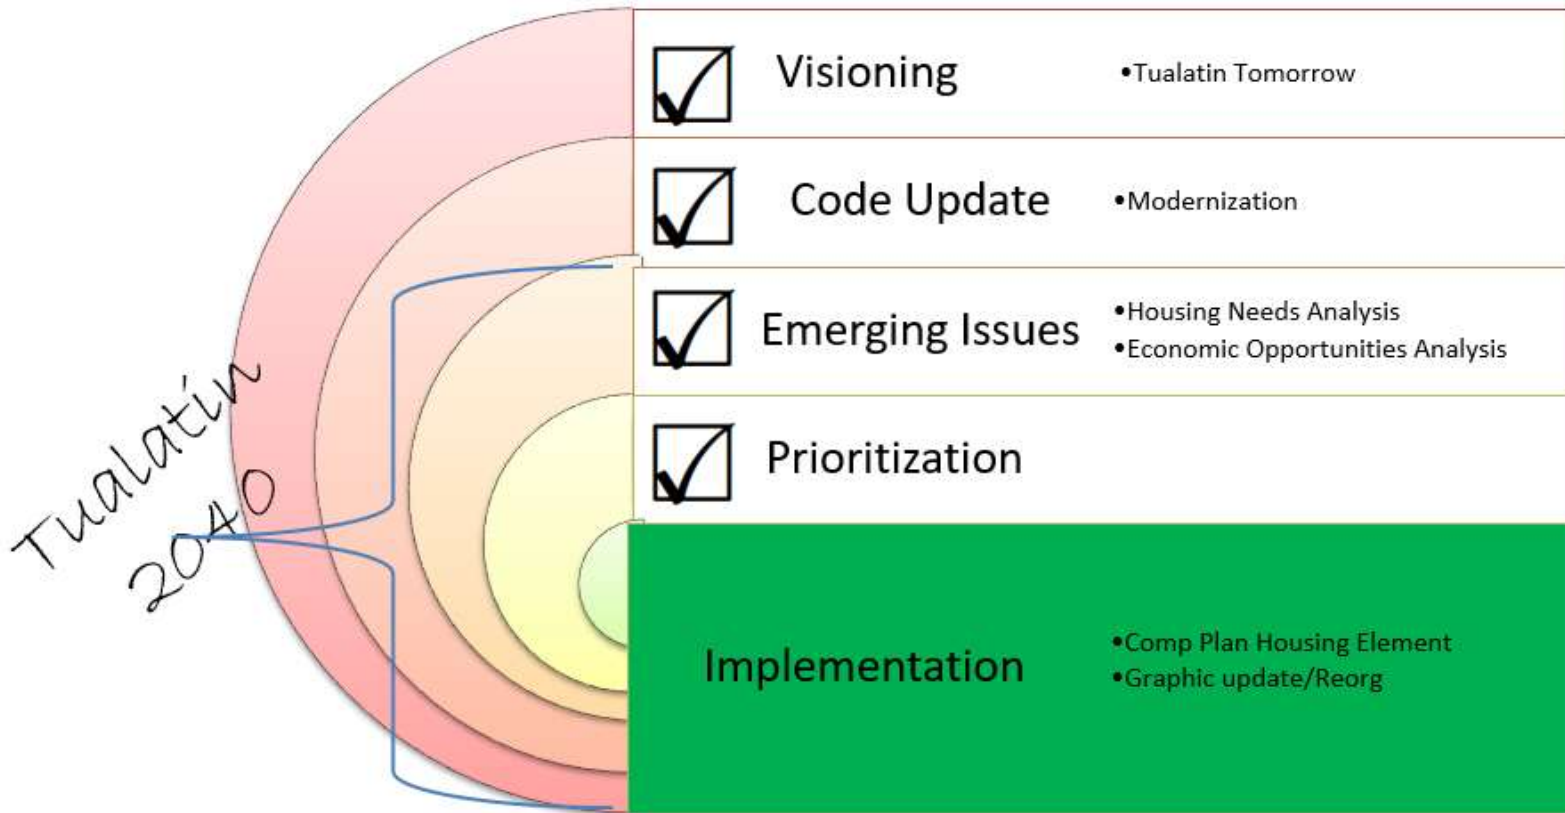 Visioning
•Tualatin Tomorrow
Code Update
•Modernization
Emerging Issues
•Housing Needs Analysis
•Economic Opportunities Analysis
Prioritization
Implementation
•Comp Plan Housing Element
•Graphic update/Reorg
Tualatin
2040